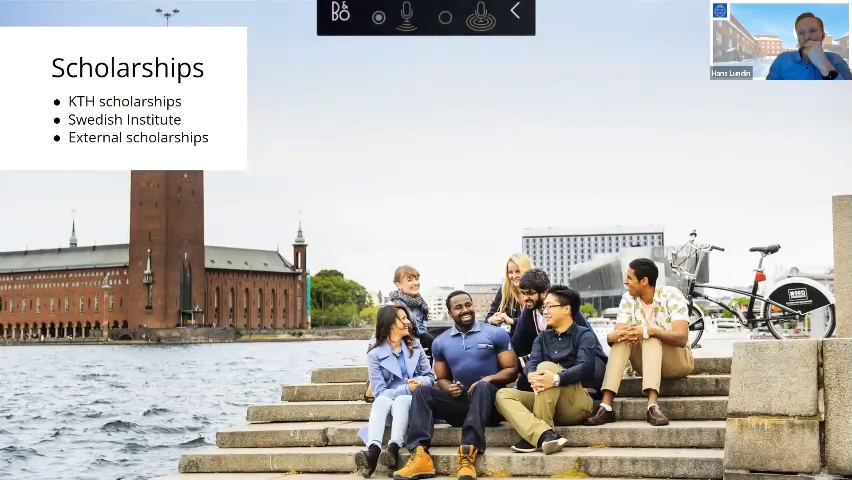 B&O
Hans Lundin
Scholarships
● KTH scholarships
● Swedish Institute
● External scholarships